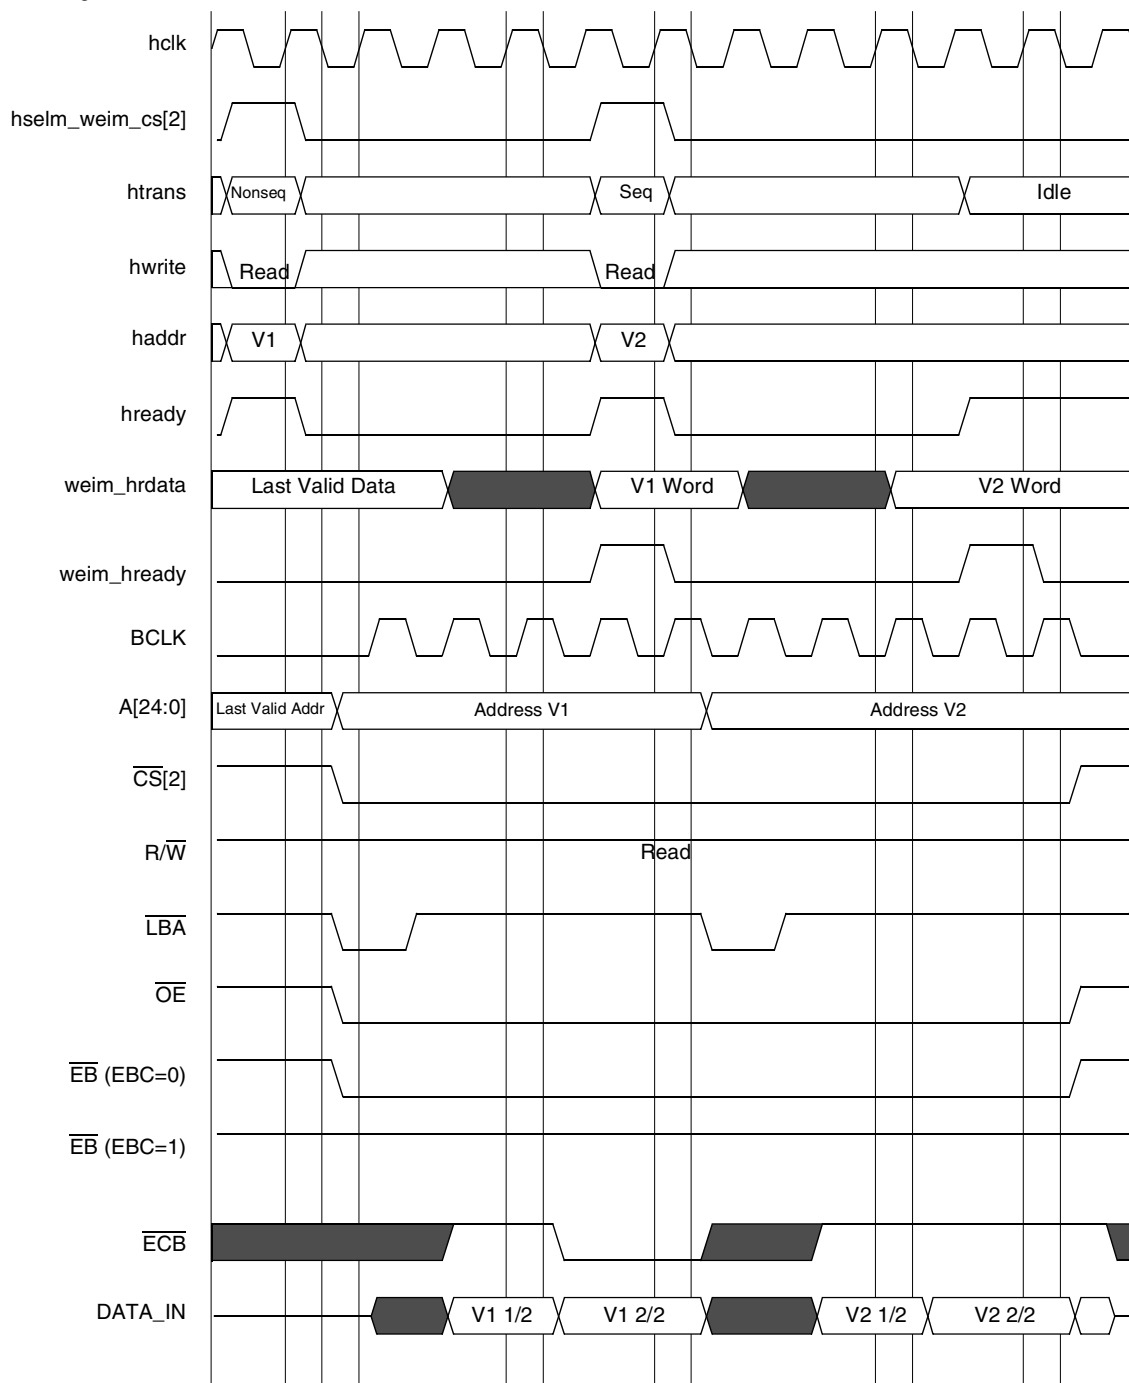 hclk
hselm_weim_cs[2]
htrans Nonseq Seq Idle
hwrite Read Read
haddr V1 V2
hready
weim_hrdata Last Valid Data V1 Word V2 Word
weim_hready
BCLK
A[24:0] Last Valid Addr Address V1 Address V2
CS[2]
R/W Read
LBA
OE
EB (EBC=0)
EB (EBC=1)
ECB
DATA_IN V1 1/2 V1 2/2 V2 1/2 V2 2/2